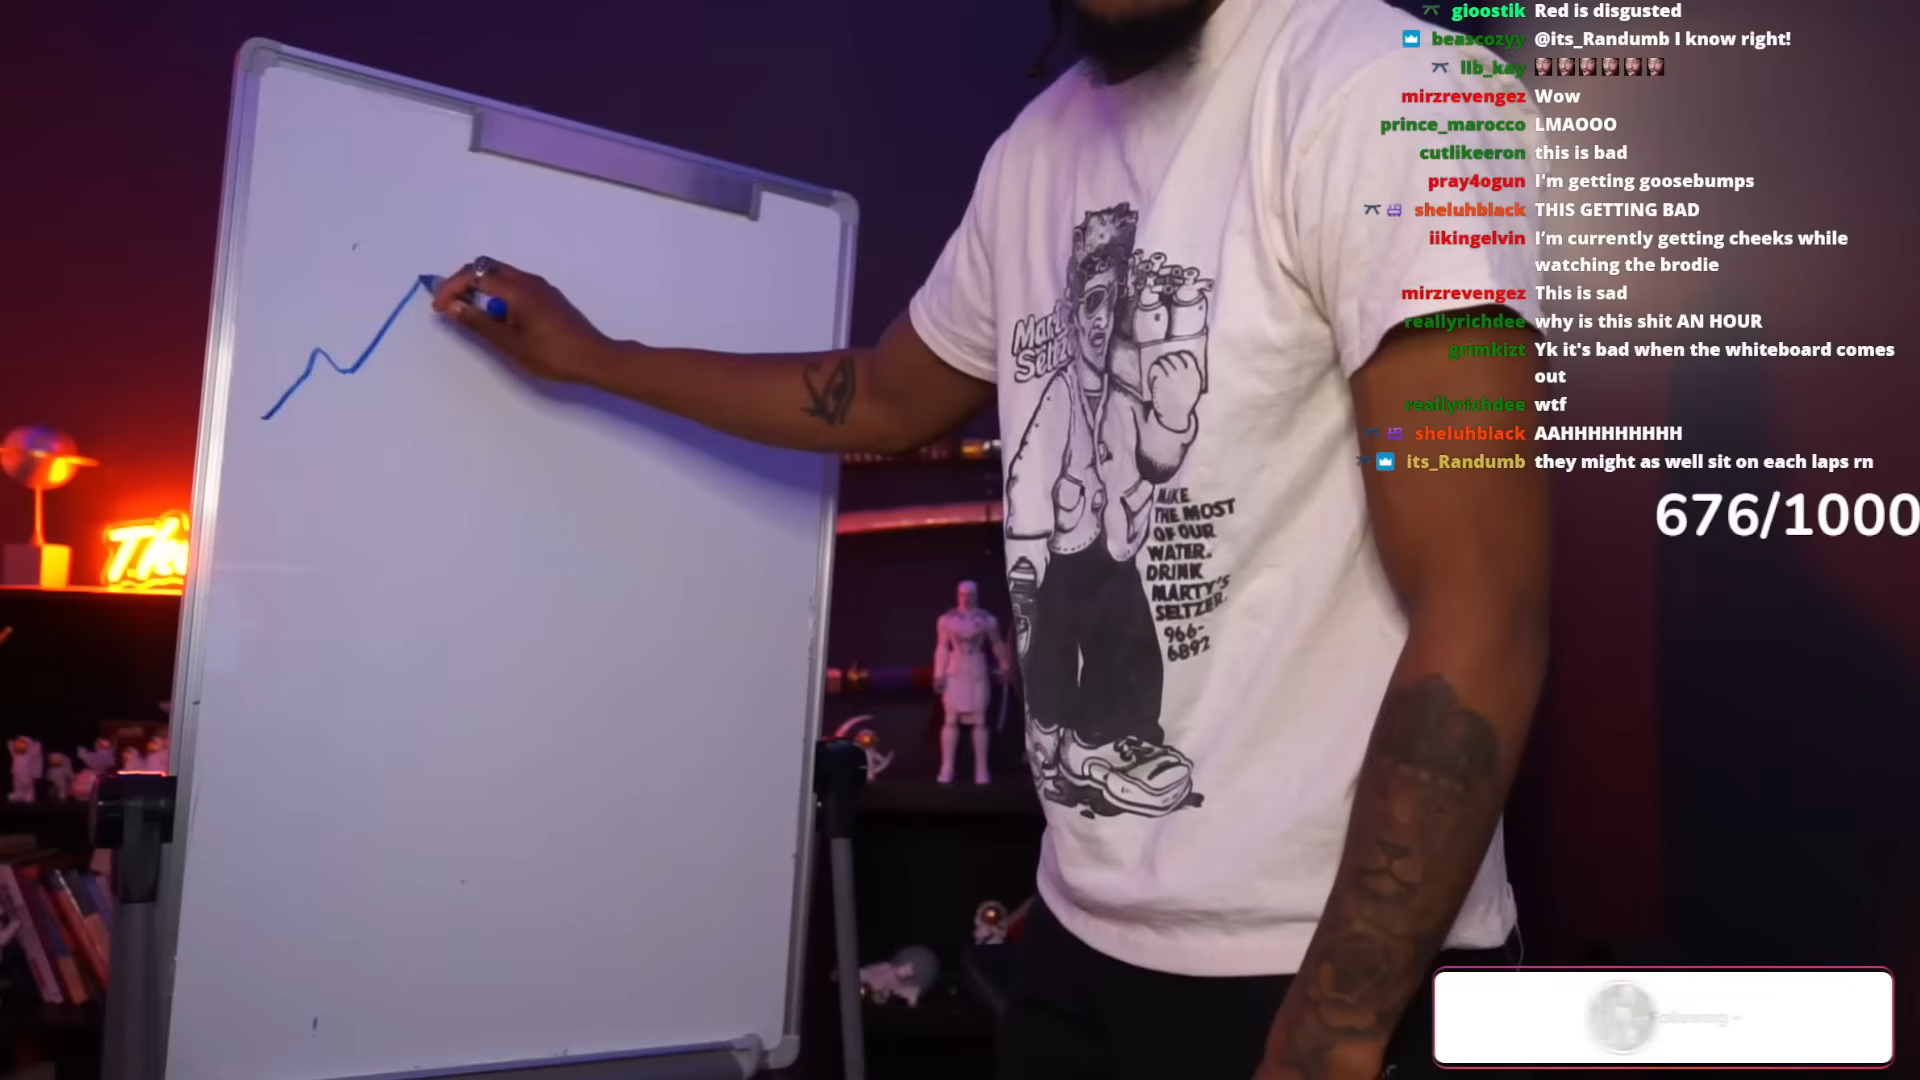 gioostik Red is disgusted
beascozyy @its_Randumb I know right!
llb_kay
mirzrevengez Wow
prince_marocco LMAOOO
cutlikeeron this is bad
pray4ogun I'm getting goosebumps
sheluhblack THIS GETTING BAD
iikingelvin I’m currently getting cheeks while
watching the brodie
mirzrevengez This is sad
reallyrichdee why is this shit AN HOUR
grimkizt Yk it's bad when the whiteboard comes
out
reallyrichdee wtf
sheluhblack AAHHHHHHHHH
its_Randumb they might as well sit on each laps rn
676/1000
THE MOST
OF OUR
WATER.
DRINK
MARTY'S
SELTZER.
966-
6892